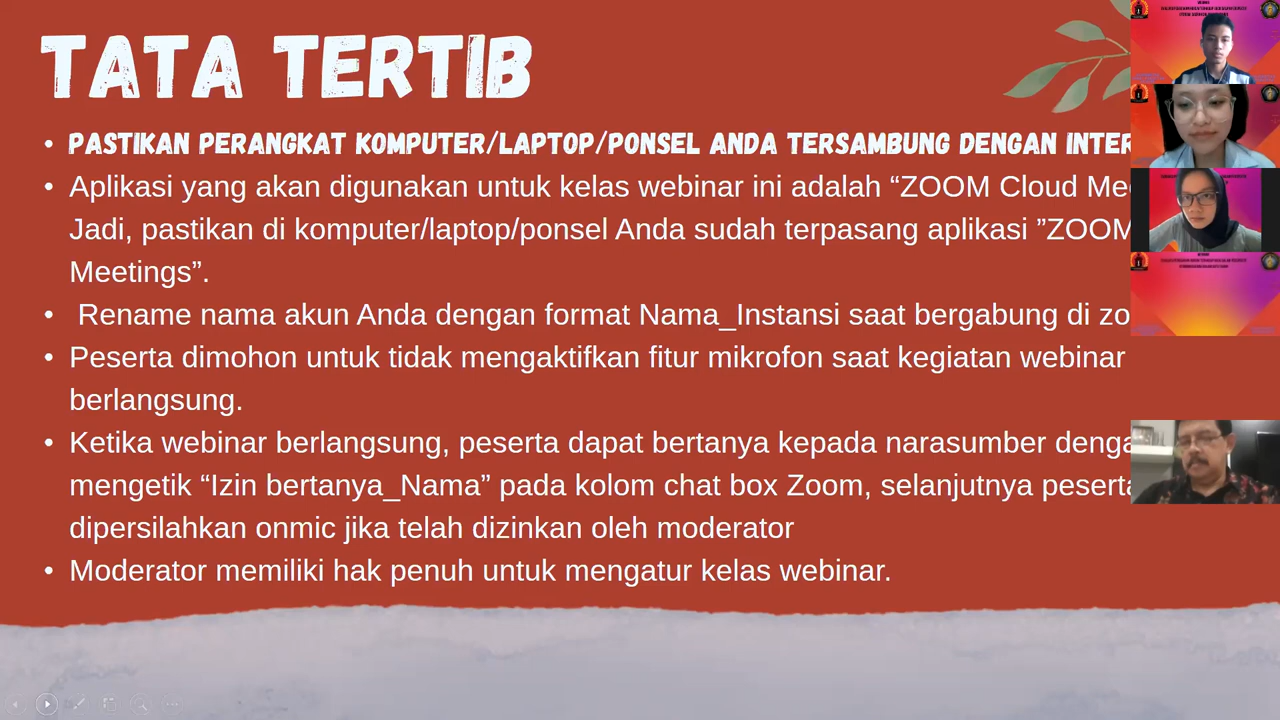 TATA TERTIB
• PASTIKAN PERANGKAT KOMPUTER/LAPTOP/PONSEL ANDA TERSAMBUNG DENGAN INTER
• Aplikasi yang akan digunakan untuk kelas webinar ini adalah “ZOOM Cloud Me
Jadi, pastikan di komputer/laptop/ponsel Anda sudah terpasang aplikasi ”ZOOM
Meetings”.
• Rename nama akun Anda dengan format Nama_Instansi saat bergabung di zo
• Peserta dimohon untuk tidak mengaktifkan fitur mikrofon saat kegiatan webinar
berlangsung.
• Ketika webinar berlangsung, peserta dapat bertanya kepada narasumber denga
mengetik “Izin bertanya_Nama” pada kolom chat box Zoom, selanjutnya peserta
dipersilahkan onmic jika telah dizinkan oleh moderator
• Moderator memiliki hak penuh untuk mengatur kelas webinar.